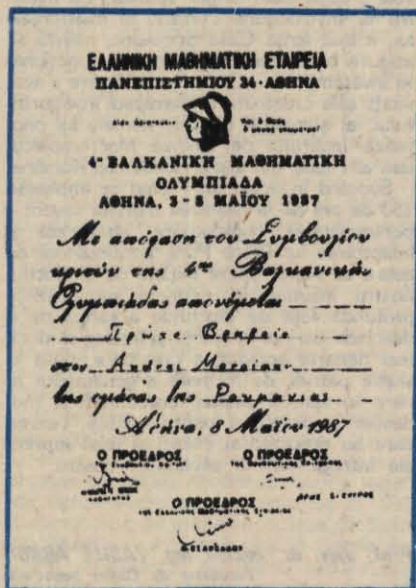 ΕΛΛΗΝΙΚΗ ΜΑΘΗΜΑΤΙΚΗ ΕΤΑΙΡΕΙΑ
ΠΑΝΕΠΙΣΤΗΜΙΟΥ 34 - ΑΘΗΝΑ
4η ΒΑΛΚΑΝΙΚΗ ΜΑΘΗΜΑΤΙΚΗ
ΟΛΥΜΠΙΑΔΑ
ΑΘΗΝΑ, 3 - 8 ΜΑΪΟΥ 1987
Με απόφαση του Συμβουλίου
κριτών της 4ης Βαλκανικής
Ολυμπιάδας απονέμεται
Πρώτο Βραβείο
στον Andrei
της ομάδας της Ρουμανίας
Αθήνα, 8 Μαΐου 1987
Ο ΠΡΟΕΔΡΟΣ Ο ΠΡΟΕΔΡΟΣ
Ο ΠΡΟΕΔΡΟΣ